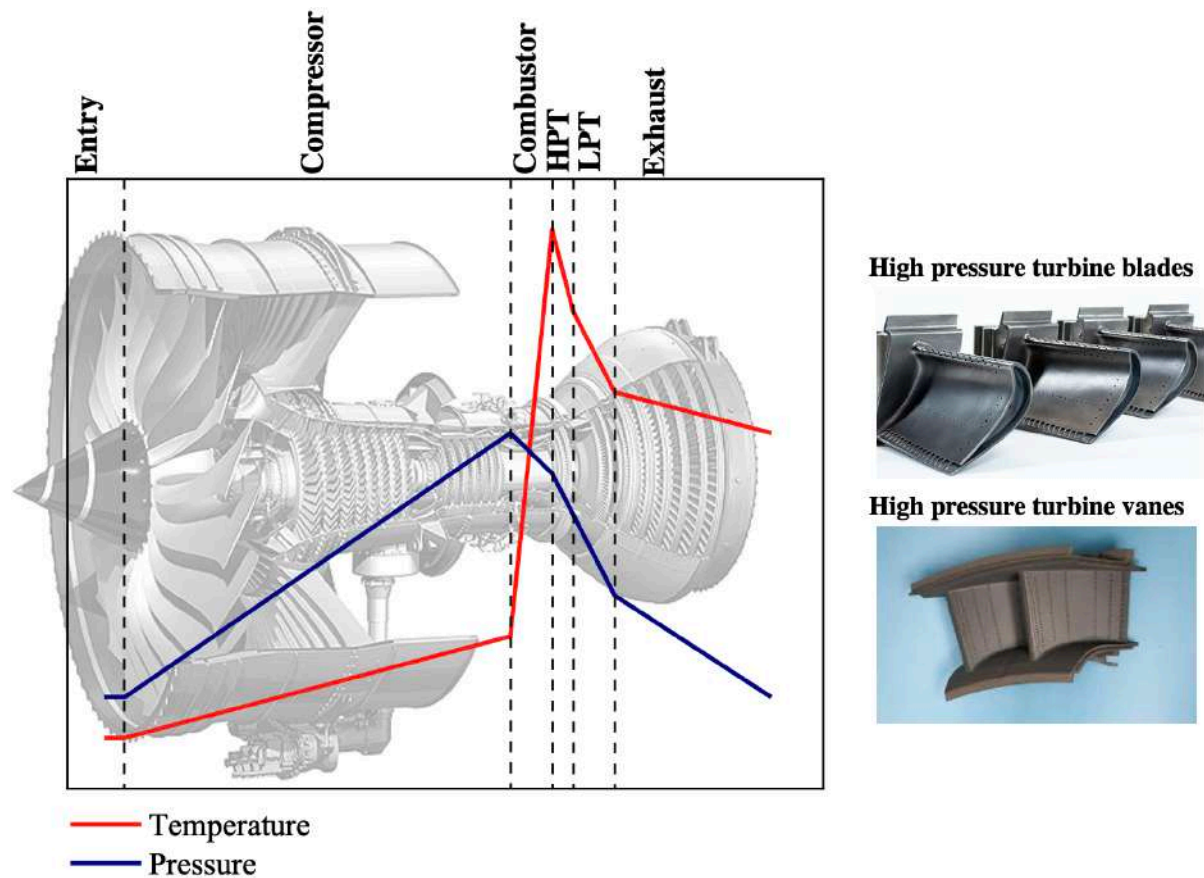 Entry
Compressor
Combustor
HPT
LPT
Exhaust
High pressure turbine blades
High pressure turbine vanes
Temperature
Pressure